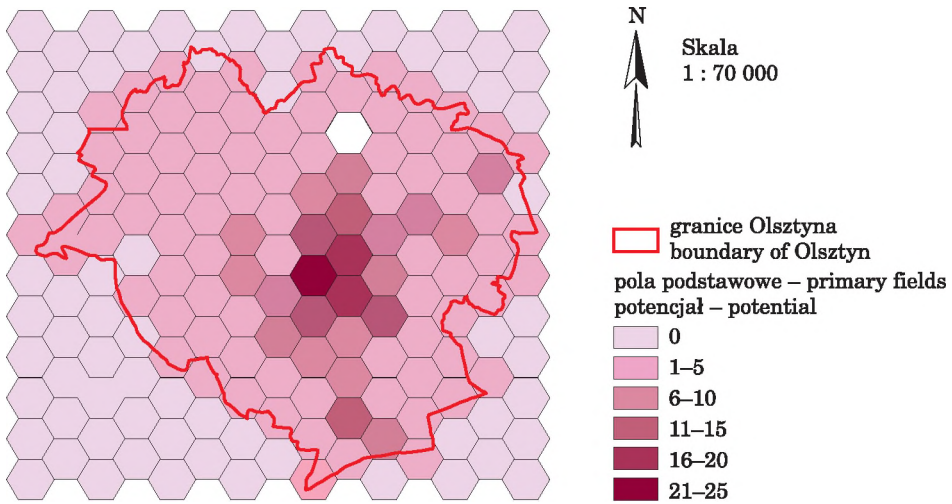 N
Skala
1 : 70 000
granice Olsztyna
boundary of Olsztyn
pola podstawowe – primary fields
potencjał – potential
0
1–5
6–10
11–15
16–20
21–25